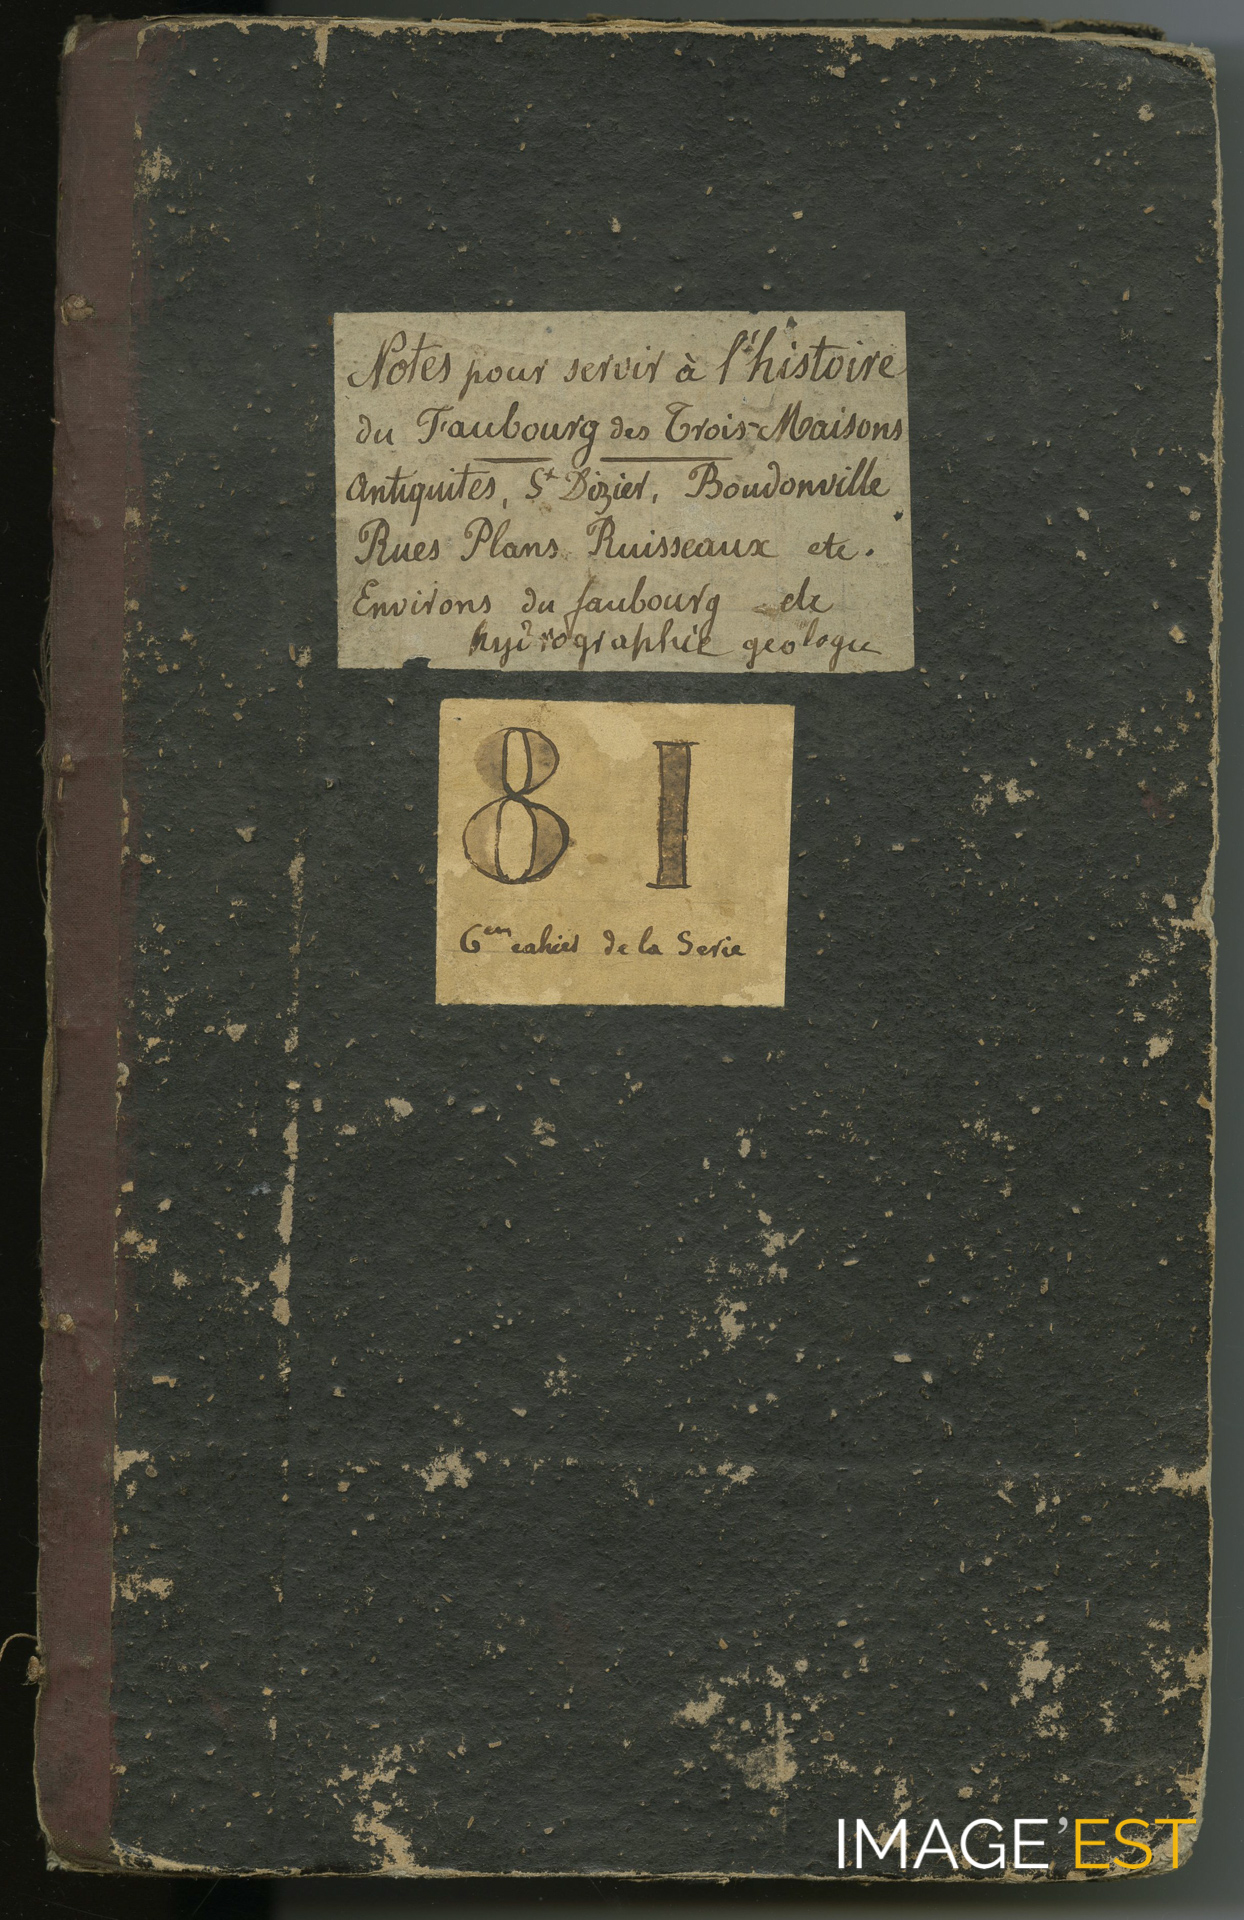 Notes pour servir à l'histoire
du Faubourg des Trois-Maisons
Antiquités, St Dizier, Boudonville
Rues Plans Ruisseaux etc.
Environs du faubourg etc
hydrographie geologie
81
6em cahier de la Serie
IMAGE'EST